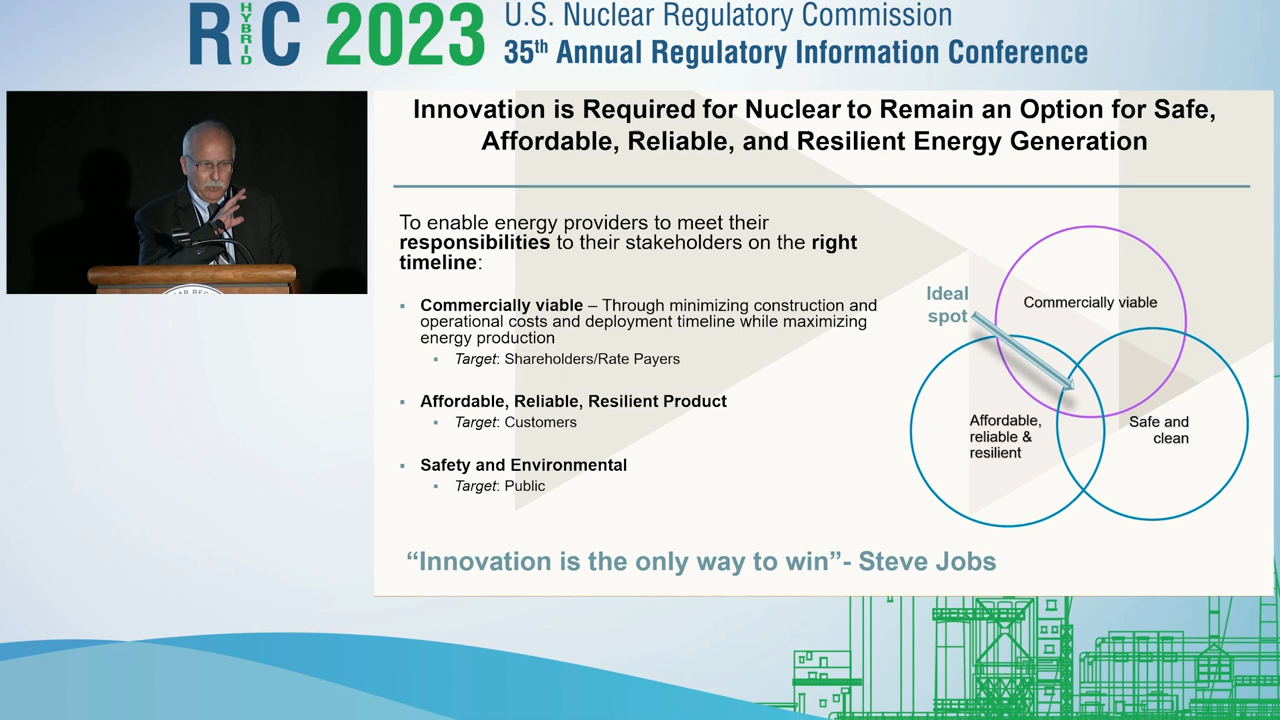 RIC 2023
HYBRID
U.S. Nuclear Regulatory Commission
35th Annual Regulatory Information Conference
Innovation is Required for Nuclear to Remain an Option for Safe,
Affordable, Reliable, and Resilient Energy Generation
To enable energy providers to meet their
responsibilities to their stakeholders on the right
timeline:
▪ Commercially viable – Through minimizing construction and
operational costs and deployment timeline while maximizing
energy production
▪ Target: Shareholders/Rate Payers
▪ Affordable, Reliable, Resilient Product
▪ Target: Customers
▪ Safety and Environmental
▪ Target: Public
Ideal
spot
Commercially viable
Affordable,
reliable &
resilient
Safe and
clean
“Innovation is the only way to win”- Steve Jobs